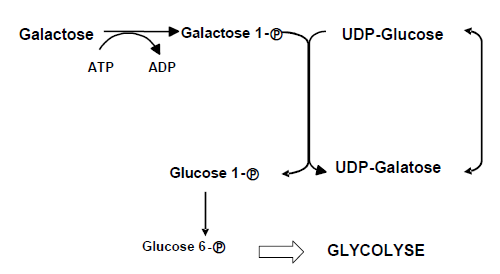 Galactose
Galactose 1-Ⓟ
UDP-Glucose
ATP
ADP
Glucose 1-Ⓟ
UDP-Galatose
Glucose 6-Ⓟ
GLYCOLYSE